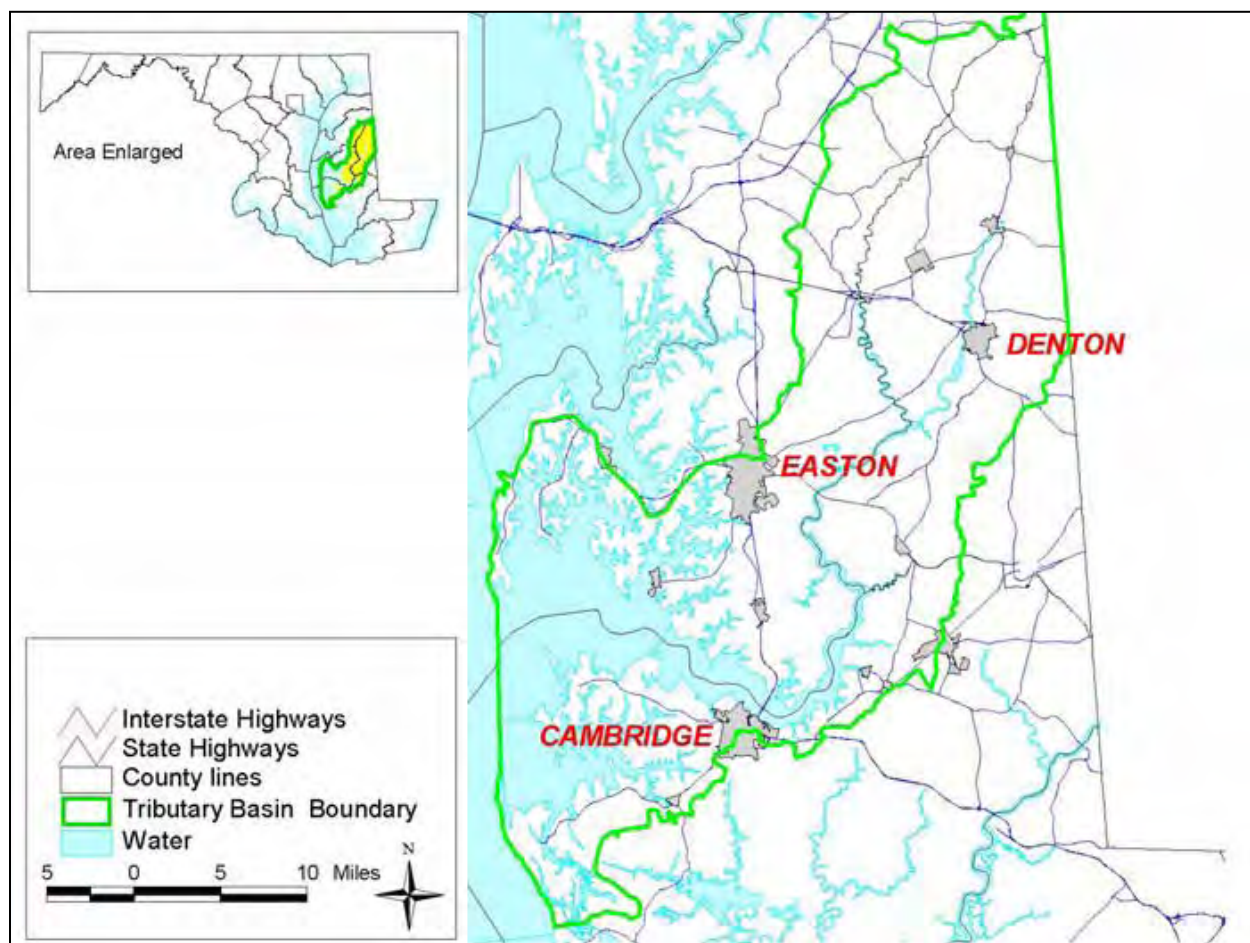 Area Enlarged
DENTON
EASTON
CAMBRIDGE
Interstate Highways
State Highways
County lines
Tributary Basin Boundary
Water
5 0 5 10 Miles
N